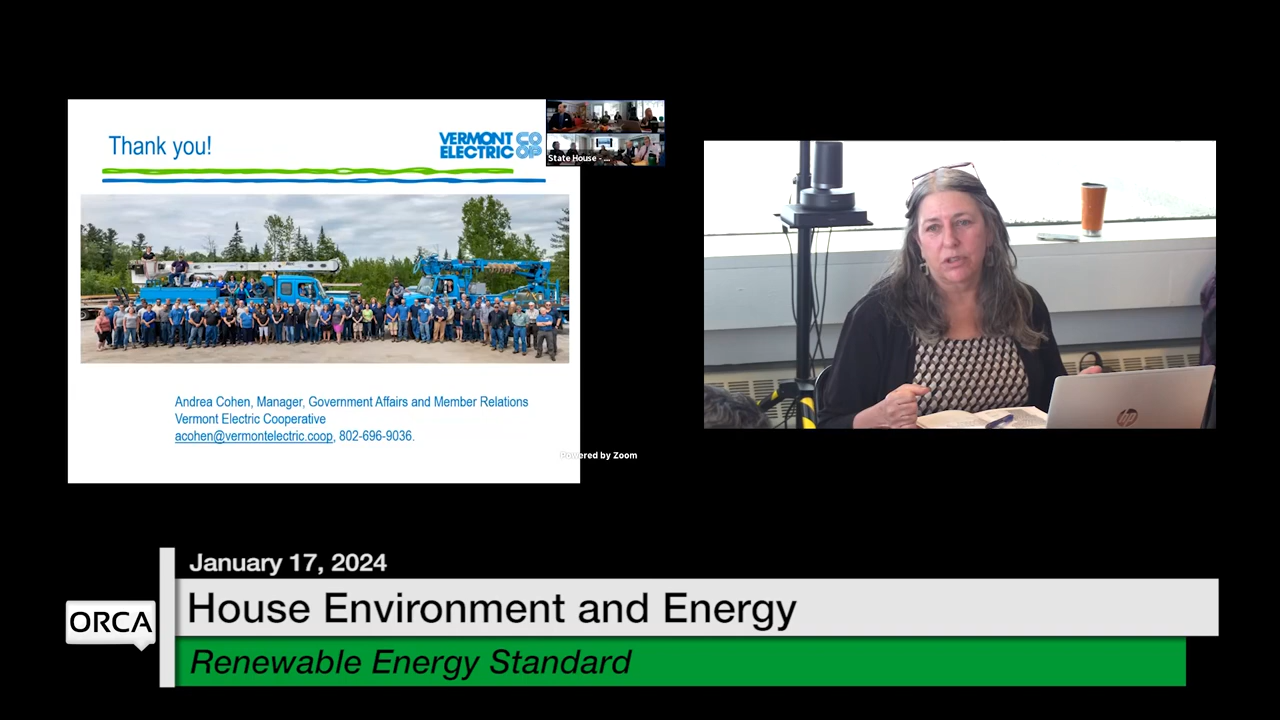 Thank you!
VERMONT
ELECTRIC
CO
OP
State House - ...
Andrea Cohen, Manager, Government Affairs and Member Relations
Vermont Electric Cooperative
acohen@vermontelectric.coop, 802-696-9036.
Powered by Zoom
hp
January 17, 2024
House Environment and Energy
ORCA
Renewable Energy Standard